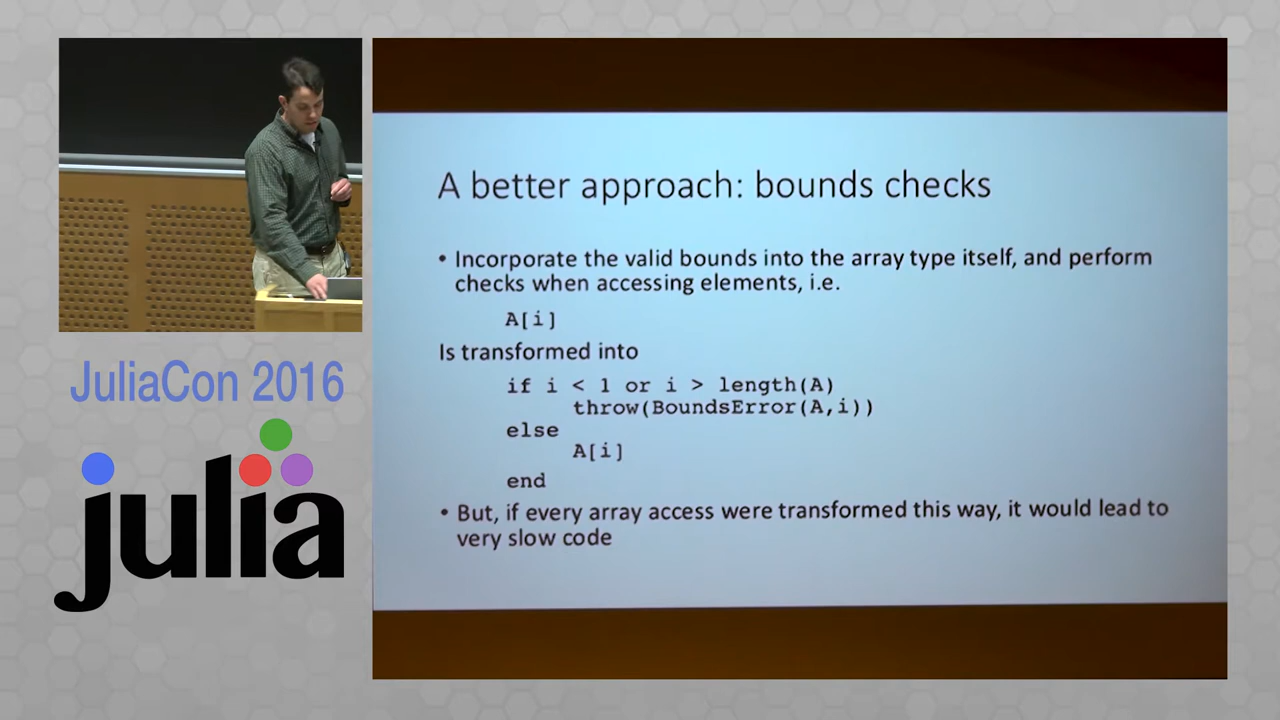 JuliaCon 2016
julia
A better approach: bounds checks
• Incorporate the valid bounds into the array type itself, and perform
checks when accessing elements, i.e.
A[i]
Is transformed into
if i < 1 or i > length(A)
throw(BoundsError(A,i))
else
A[i]
end
• But, if every array access were transformed this way, it would lead to
very slow code